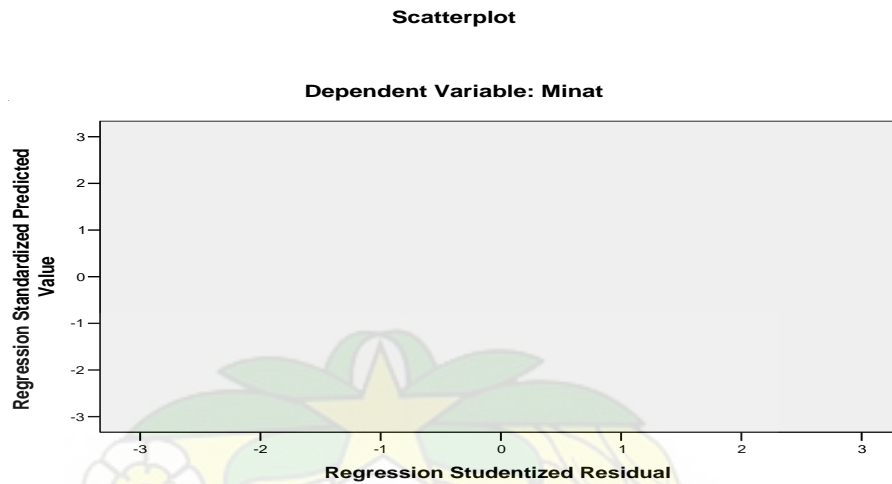 Scatterplot
Dependent Variable: Minat
Regression Standardized Predicted
Value
3
2
1
0
-1
-2
-3
-3 -2 -1 0 1 2 3
Regression Studentized Residual